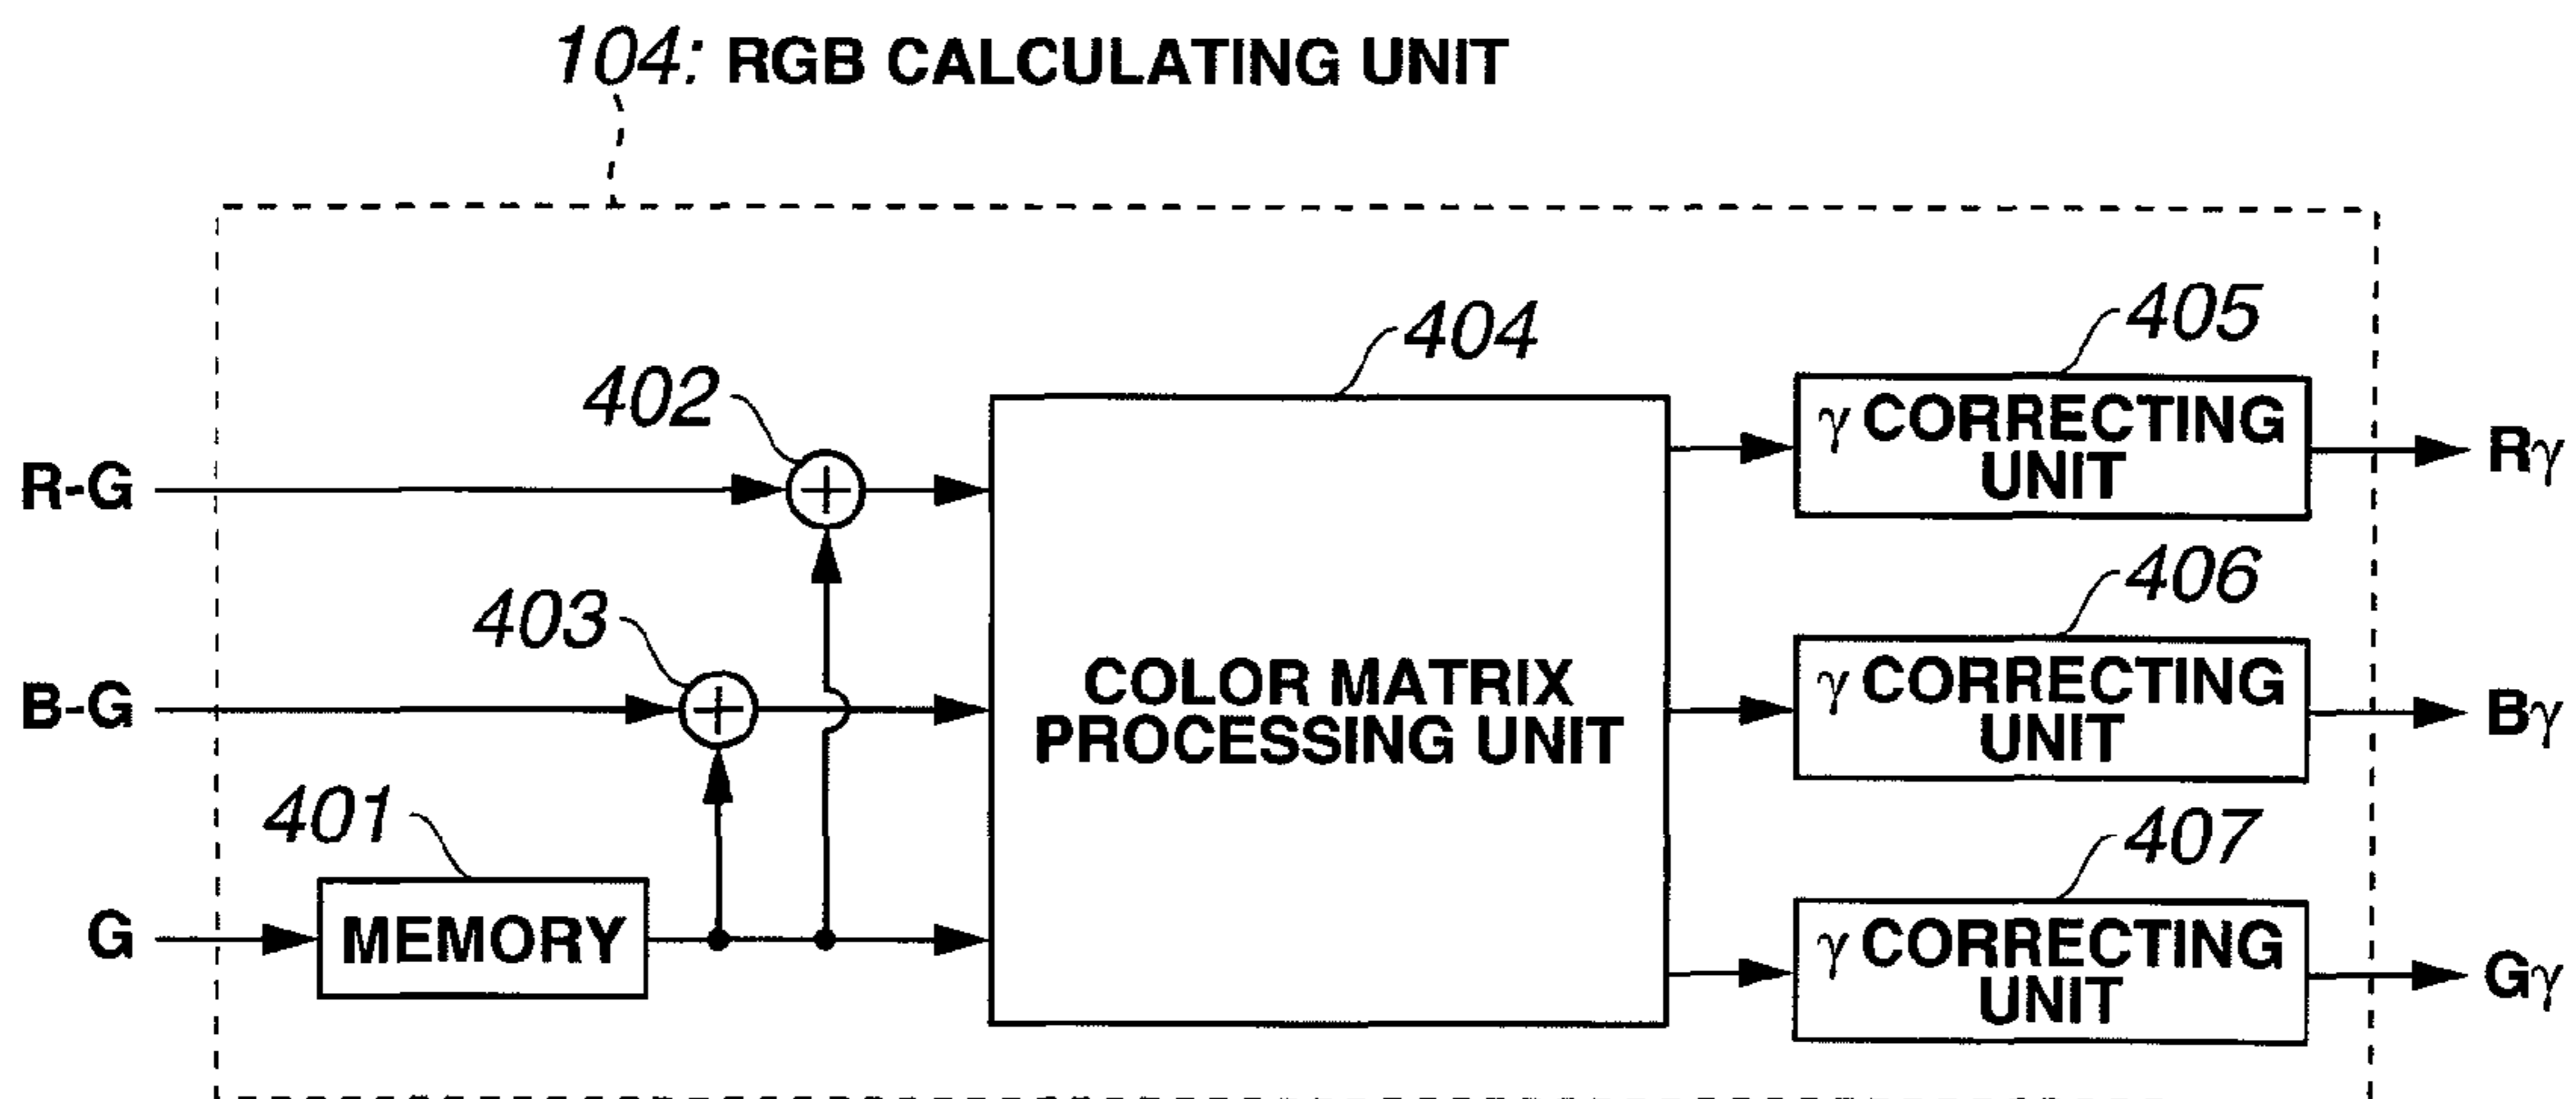 104: RGB CALCULATING UNIT
404
405
402
γ CORRECTING
UNIT
R-G
Rγ
403
406
COLOR MATRIX
PROCESSING UNIT
γ CORRECTING
UNIT
B-G
Bγ
401
407
G
MEMORY
γ CORRECTING
UNIT
Gγ